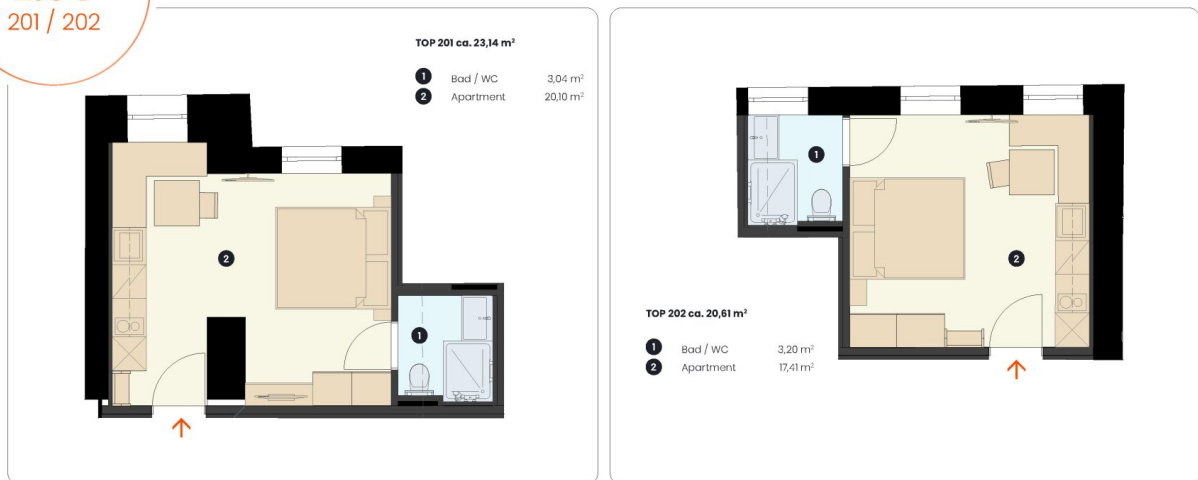 201 / 202
TOP 201 ca. 23,14 m²
1 Bad / WC 3,04 m²
2 Apartment 20,10 m²
2
1
TOP 202 ca. 20,61 m²
1 Bad / WC 3,20 m²
2 Apartment 17,41 m²
1
2